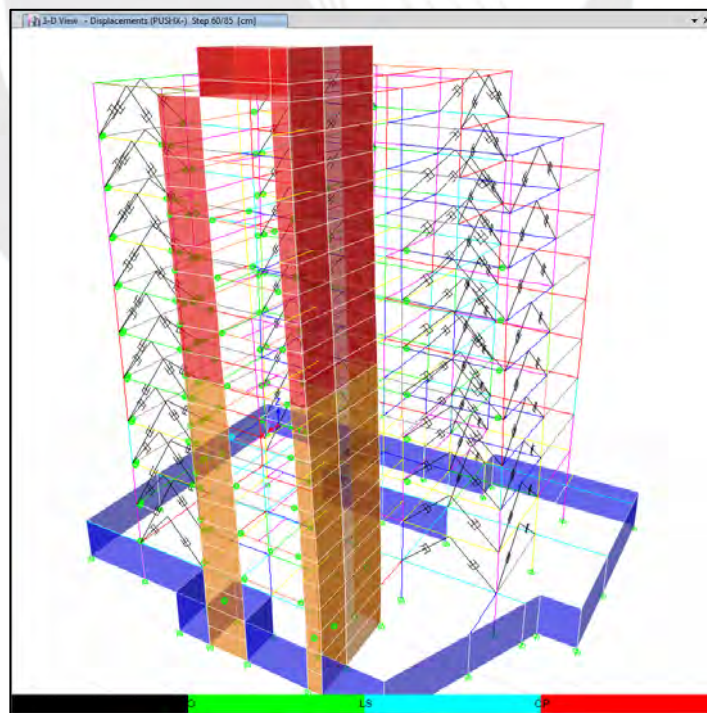 3-D View - Displacements (PUSHX-) Step 60/85 [cm]
IO LS CP